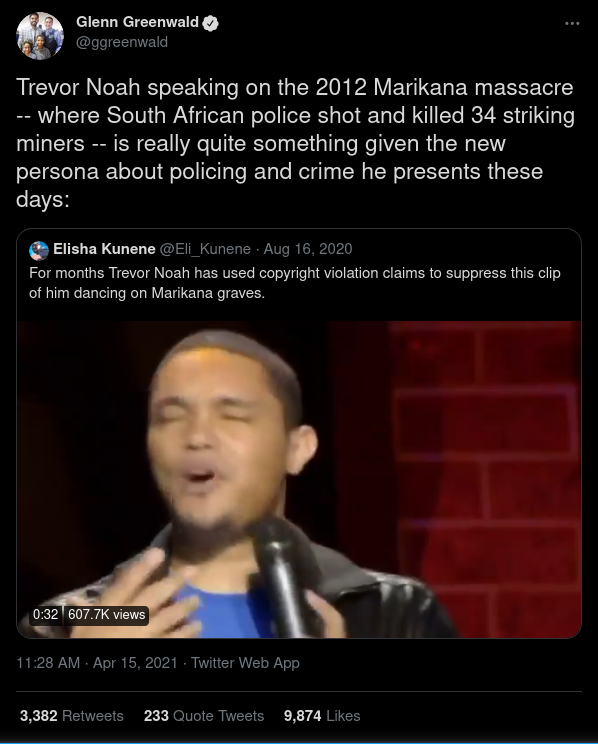 Glenn Greenwald
@ggreenwald
Trevor Noah speaking on the 2012 Marikana massacre
-- where South African police shot and killed 34 striking
miners -- is really quite something given the new
persona about policing and crime he presents these
days:
Elisha Kunene @Eli_Kunene · Aug 16, 2020
For months Trevor Noah has used copyright violation claims to suppress this clip
of him dancing on Marikana graves.
0:32 607.7K views
11:28 AM · Apr 15, 2021 · Twitter Web App
3,382 Retweets 233 Quote Tweets 9,874 Likes